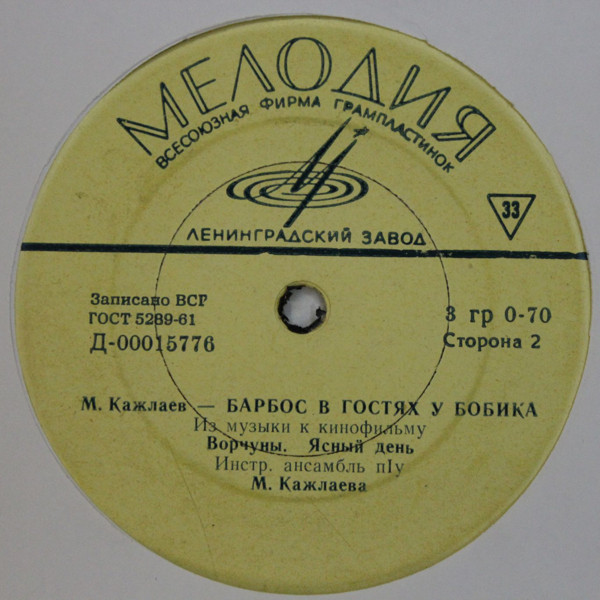 МЕЛОДИЯ
ВСЕСОЮЗНАЯ ФИРМА ГРАМПЛАСТИНОК
33
ЛЕНИНГРАДСКИЙ ЗАВОД
Записано ВСГ
ГОСТ 5289-61
Д-00015776
3 гр 0-70
Сторона 2
М. Кажлаев — БАРБОС В ГОСТЯХ У БОБИКА
Из музыки к кинофильму
Ворчуны. Ясный день
Инстр. ансамбль пIу
М. Кажлаева